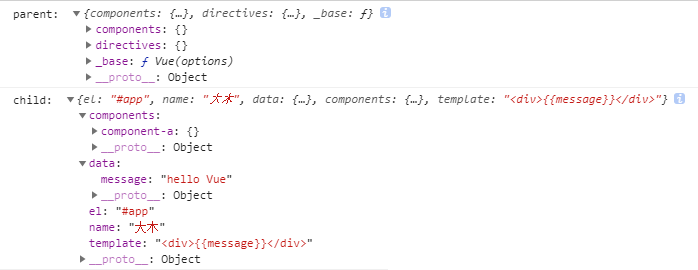 parent: ▼{components: {…}, directives: {…}, _base: ƒ} i
▶components: {}
▶directives: {}
▶_base: ƒ Vue(options)
▶__proto__: Object
child: ▼{el: "#app", name: "大木", data: {…}, components: {…}, template: "<div>{{message}}</div>"} i
▼components:
▶component-a: {}
▶__proto__: Object
▼data:
message: "hello Vue"
▶__proto__: Object
el: "#app"
name: "大木"
template: "<div>{{message}}</div>"
▶__proto__: Object